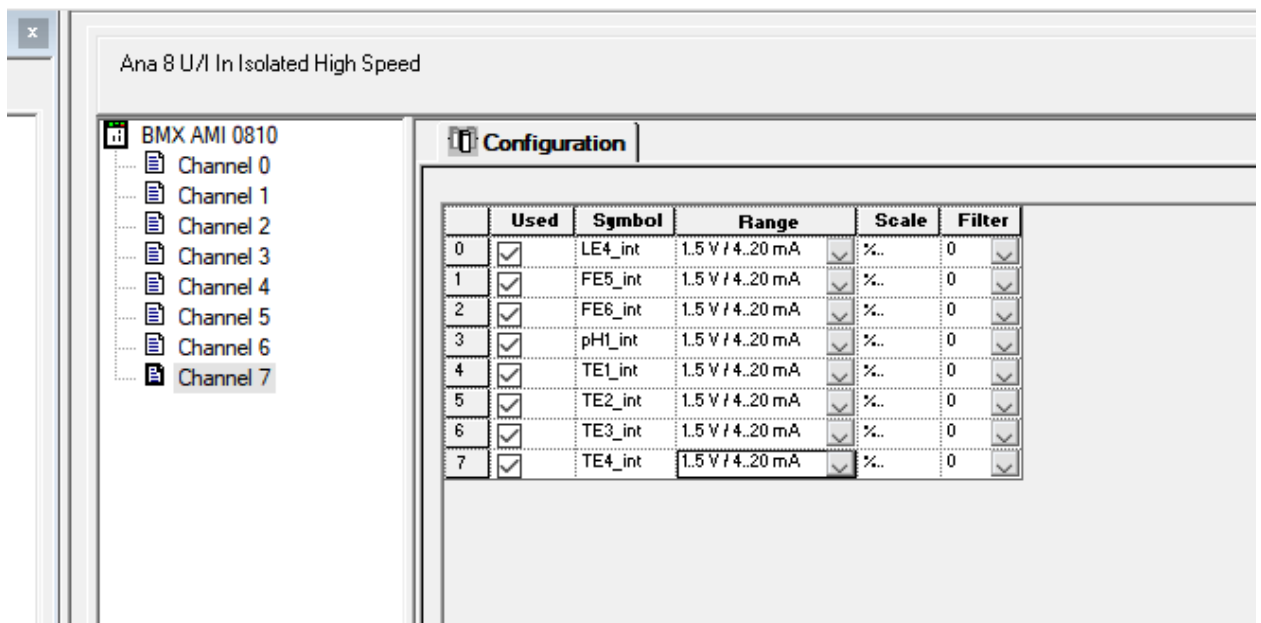 x
Ana 8 U/I In Isolated High Speed
BMX AMI 0810
Channel 0
Channel 1
Channel 2
Channel 3
Channel 4
Channel 5
Channel 6
Channel 7
Configuration
Used Symbol Range Scale Filter
0 LE4_int 1..5 V / 4..20 mA %.. 0
1 FE5_int 1..5 V / 4..20 mA %.. 0
2 FE6_int 1..5 V / 4..20 mA %.. 0
3 pH1_int 1..5 V / 4..20 mA %.. 0
4 TE1_int 1..5 V / 4..20 mA %.. 0
5 TE2_int 1..5 V / 4..20 mA %.. 0
6 TE3_int 1..5 V / 4..20 mA %.. 0
7 TE4_int 1..5 V / 4..20 mA %.. 0